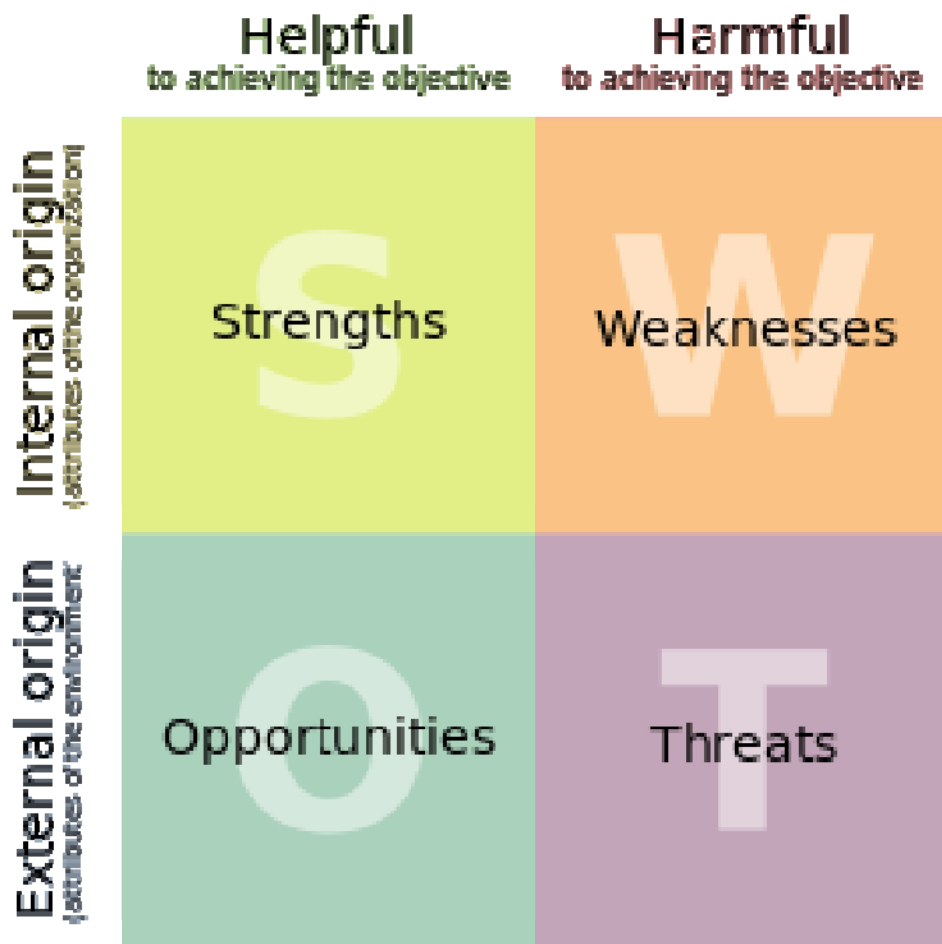 Helpful
to achieving the objective
Harmful
to achieving the objective
Internal origin
(attributes of the organization)
External origin
(attributes of the environment)
S
Strengths
W
Weaknesses
O
Opportunities
T
Threats